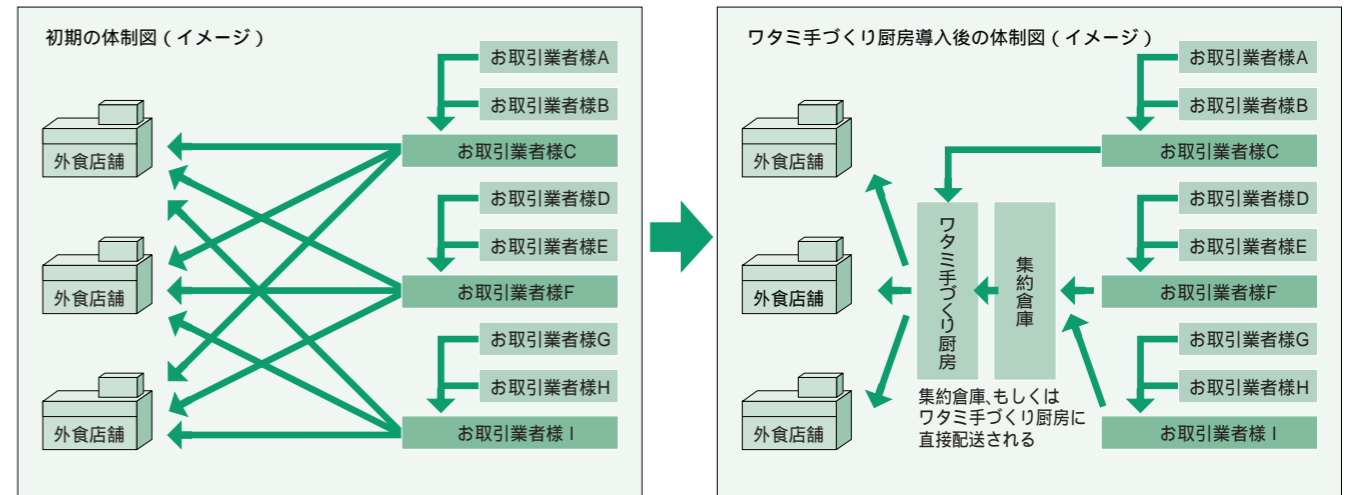 初期の体制図（イメージ）
お取引業者様A
お取引業者様B
お取引業者様C
お取引業者様D
お取引業者様E
お取引業者様F
お取引業者様G
お取引業者様H
お取引業者様I
外食店舗
外食店舗
外食店舗
ワタミ手づくり厨房導入後の体制図（イメージ）
お取引業者様A
お取引業者様B
お取引業者様C
お取引業者様D
お取引業者様E
お取引業者様F
お取引業者様G
お取引業者様H
お取引業者様I
集約倉庫
ワタミ手づくり厨房
集約倉庫、もしくは
ワタミ手づくり厨房に
直接配送される
外食店舗
外食店舗
外食店舗